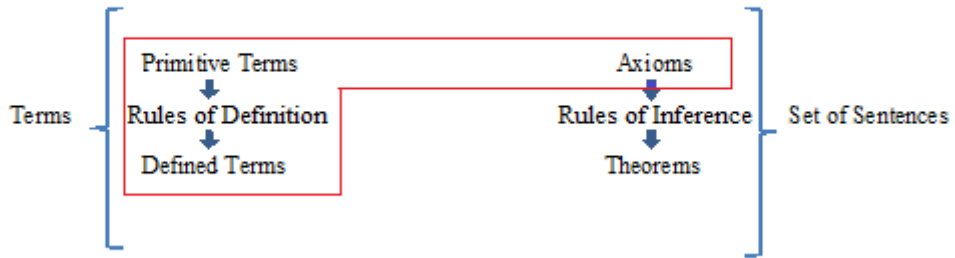 Primitive Terms Axioms
Terms Rules of Definition Rules of Inference Set of Sentences
Defined Terms Theorems